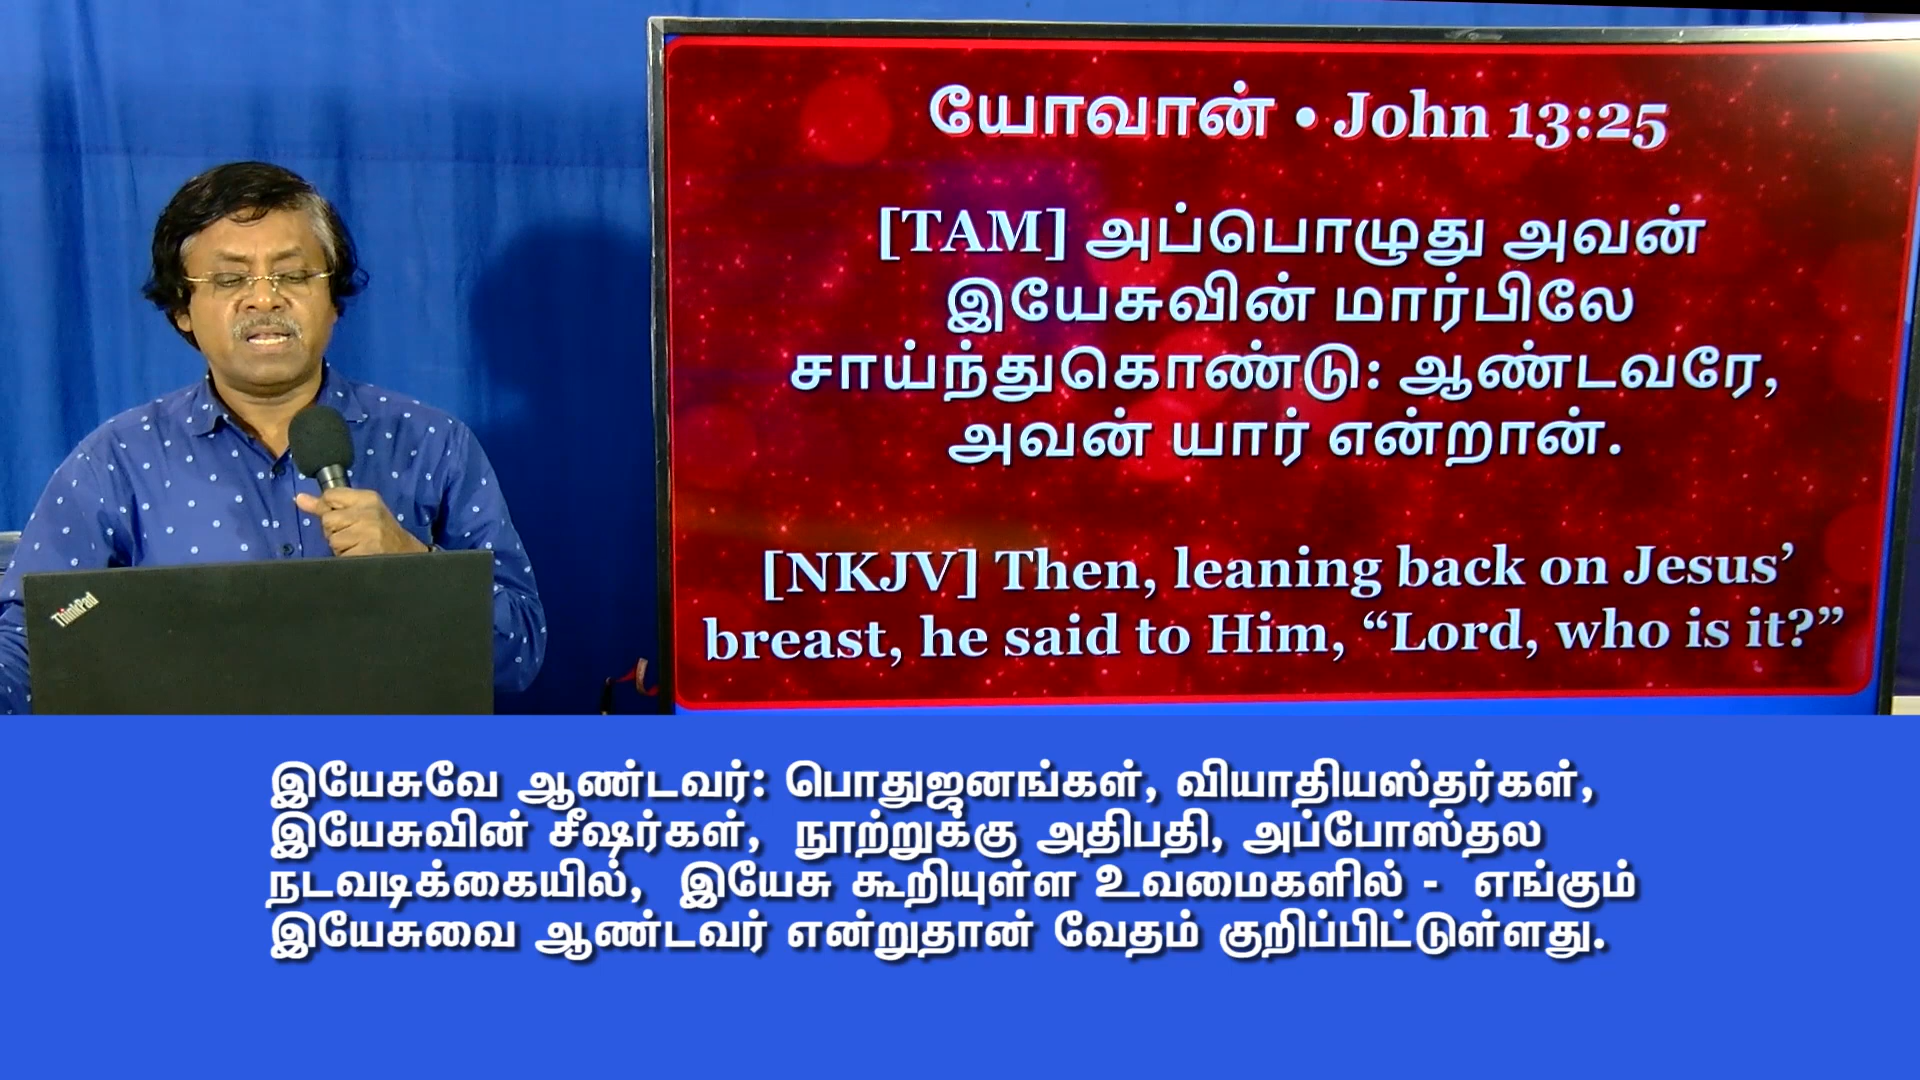 யோவான் • John 13:25
[TAM] அப்பொழுது அவன்
இயேசுவின் மார்பிலே
சாய்ந்துகொண்டு: ஆண்டவரே,
அவன் யார் என்றான்.
[NKJV] Then, leaning back on Jesus’
breast, he said to Him, “Lord, who is it?”
ThinkPad
இயேசுவே ஆண்டவர்: பொதுஜனங்கள், வியாதியஸ்தர்கள்,
இயேசுவின் சீஷர்கள், நூற்றுக்கு அதிபதி, அப்போஸ்தல
நடவடிக்கையில், இயேசு கூறியுள்ள உவமைகளில் - எங்கும்
இயேசுவை ஆண்டவர் என்றுதான் வேதம் குறிப்பிட்டுள்ளது.